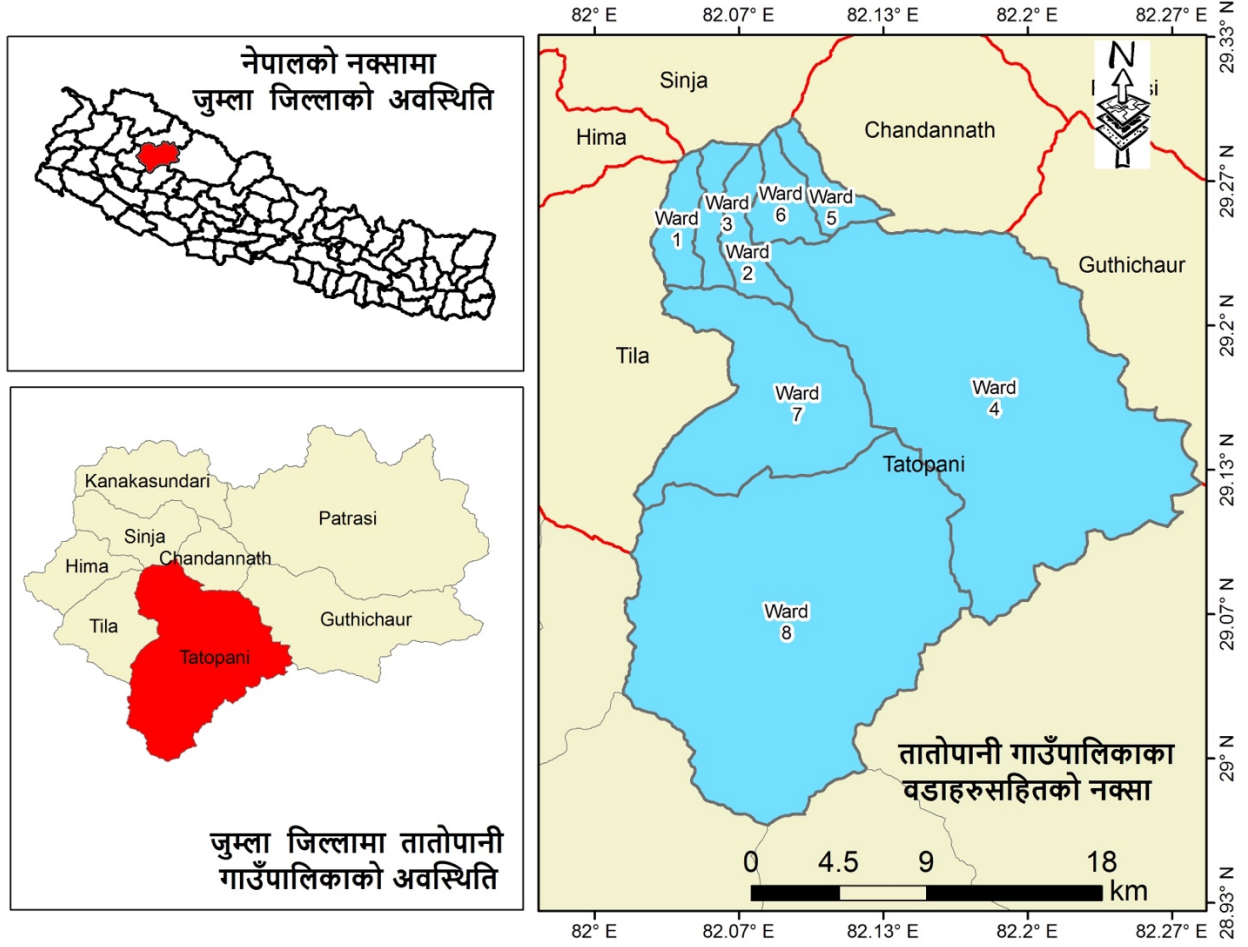 नेपालको नक्सामा
जुम्ला जिल्लाको अवस्थिति
Kanakasundari
Patrasi
Sinja
Chandannath
Hima
Tila
Guthichaur
Tatopani
जुम्ला जिल्लामा तातोपानी
गाउँपालिकाको अवस्थिति
82° E
82.07° E
82.13° E
82.2° E
82.27° E
29.33° N
29.27° N
29.2° N
29.13° N
29.07° N
29° N
28.93° N
N
Sinja
Hima
Chandannath
Guthichaur
Tila
Ward
1
Ward
3
Ward
6
Ward
5
Ward
2
Ward
7
Ward
4
Tatopani
Ward
8
तातोपानी गाउँपालिकाका
वडाहरुसहितको नक्सा
0 4.5 9 18
km
82° E
82.07° E
82.13° E
82.2° E
82.27° E